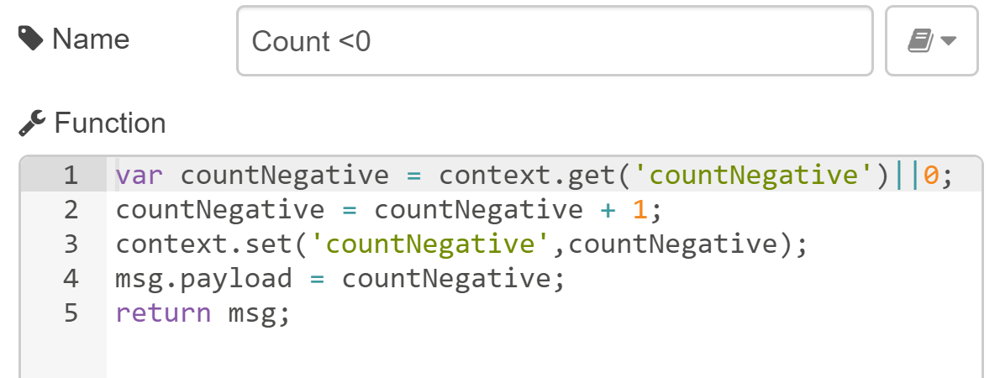 Name
Count <0
Function
1 var countNegative = context.get('countNegative')||0;
2 countNegative = countNegative + 1;
3 context.set('countNegative',countNegative);
4 msg.payload = countNegative;
5 return msg;